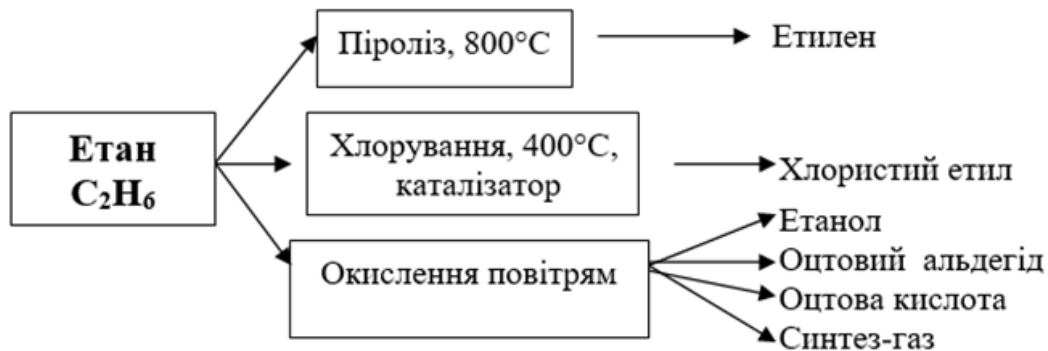 Етан
C₂H₆
Піроліз, 800°C
Етилен
Хлорування, 400°C,
каталізатор
Хлористий етил
Окислення повітрям
Етанол
Оцтовий альдегід
Оцтова кислота
Синтез-газ